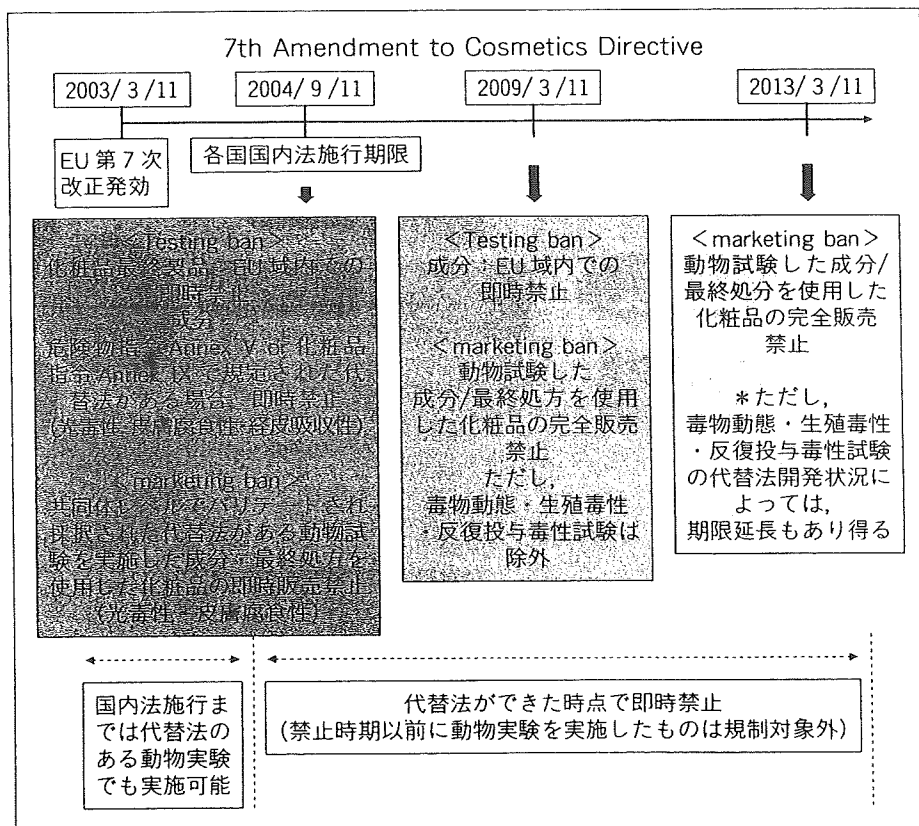 7th Amendment to Cosmetics Directive
2003/ 3 /11
2004/ 9 /11
2009/ 3 /11
2013/ 3 /11
EU 第 7 次
改正発効
各国国内法施行期限
<Testing ban>
化粧品最終製品:EU 域内での
即時禁止
成分:
危険物指令 Annex V or 化粧品
指令 Annex Ⅸ で規定された代
替法がある場合,即時禁止
(光毒性・皮膚腐食性・経皮吸収性)
<marketing ban>
共同体レベルでバリデートされ
採択された代替法がある動物試
験を実施した成分・最終処方を
使用した化粧品の即時販売禁止
(光毒性・皮膚腐食性)
<Testing ban>
成分:EU 域内での
即時禁止
<marketing ban>
動物試験した
成分/最終処方を使用
した化粧品の完全販売
禁止
ただし,
毒物動態・生殖毒性
・反復投与毒性試験は
除外
<marketing ban>
動物試験した成分/
最終処分を使用した
化粧品の完全販売
禁止
*ただし,
毒物動態・生殖毒性
・反復投与毒性試験
の代替法開発状況に
よっては,
期限延長もあり得る
国内法施行ま
では代替法の
ある動物実験
でも実施可能
代替法ができた時点で即時禁止
(禁止時期以前に動物実験を実施したものは規制対象外)